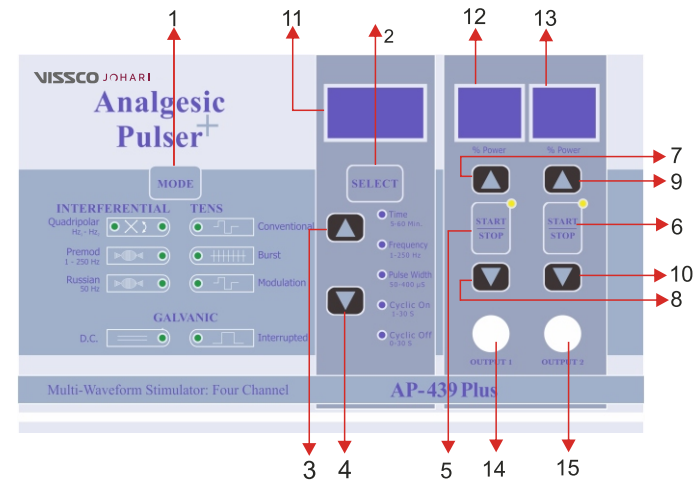 1
11
2
12
13
VISSCO JOHARI
Analgesic
Pulser+
% Power
% Power
7
9
MODE
SELECT
INTERFERENTIAL
TENS
Quadripolar
Hz,- Hz,
Conventional
Premod
1 - 250 Hz
Burst
Russian
50 Hz
Modulation
GALVANIC
D.C.
Interrupted
Time
5-60 Min.
Frequency
1-250 Hz
Pulse Width
50-400 µS
Cyclic On
1-30 S
Cyclic Off
0-30 S
START
STOP
START
STOP
6
10
8
OUTPUT 1
OUTPUT 2
Multi-Waveform Stimulator: Four Channel
AP-439 Plus
3
4
5
14
15